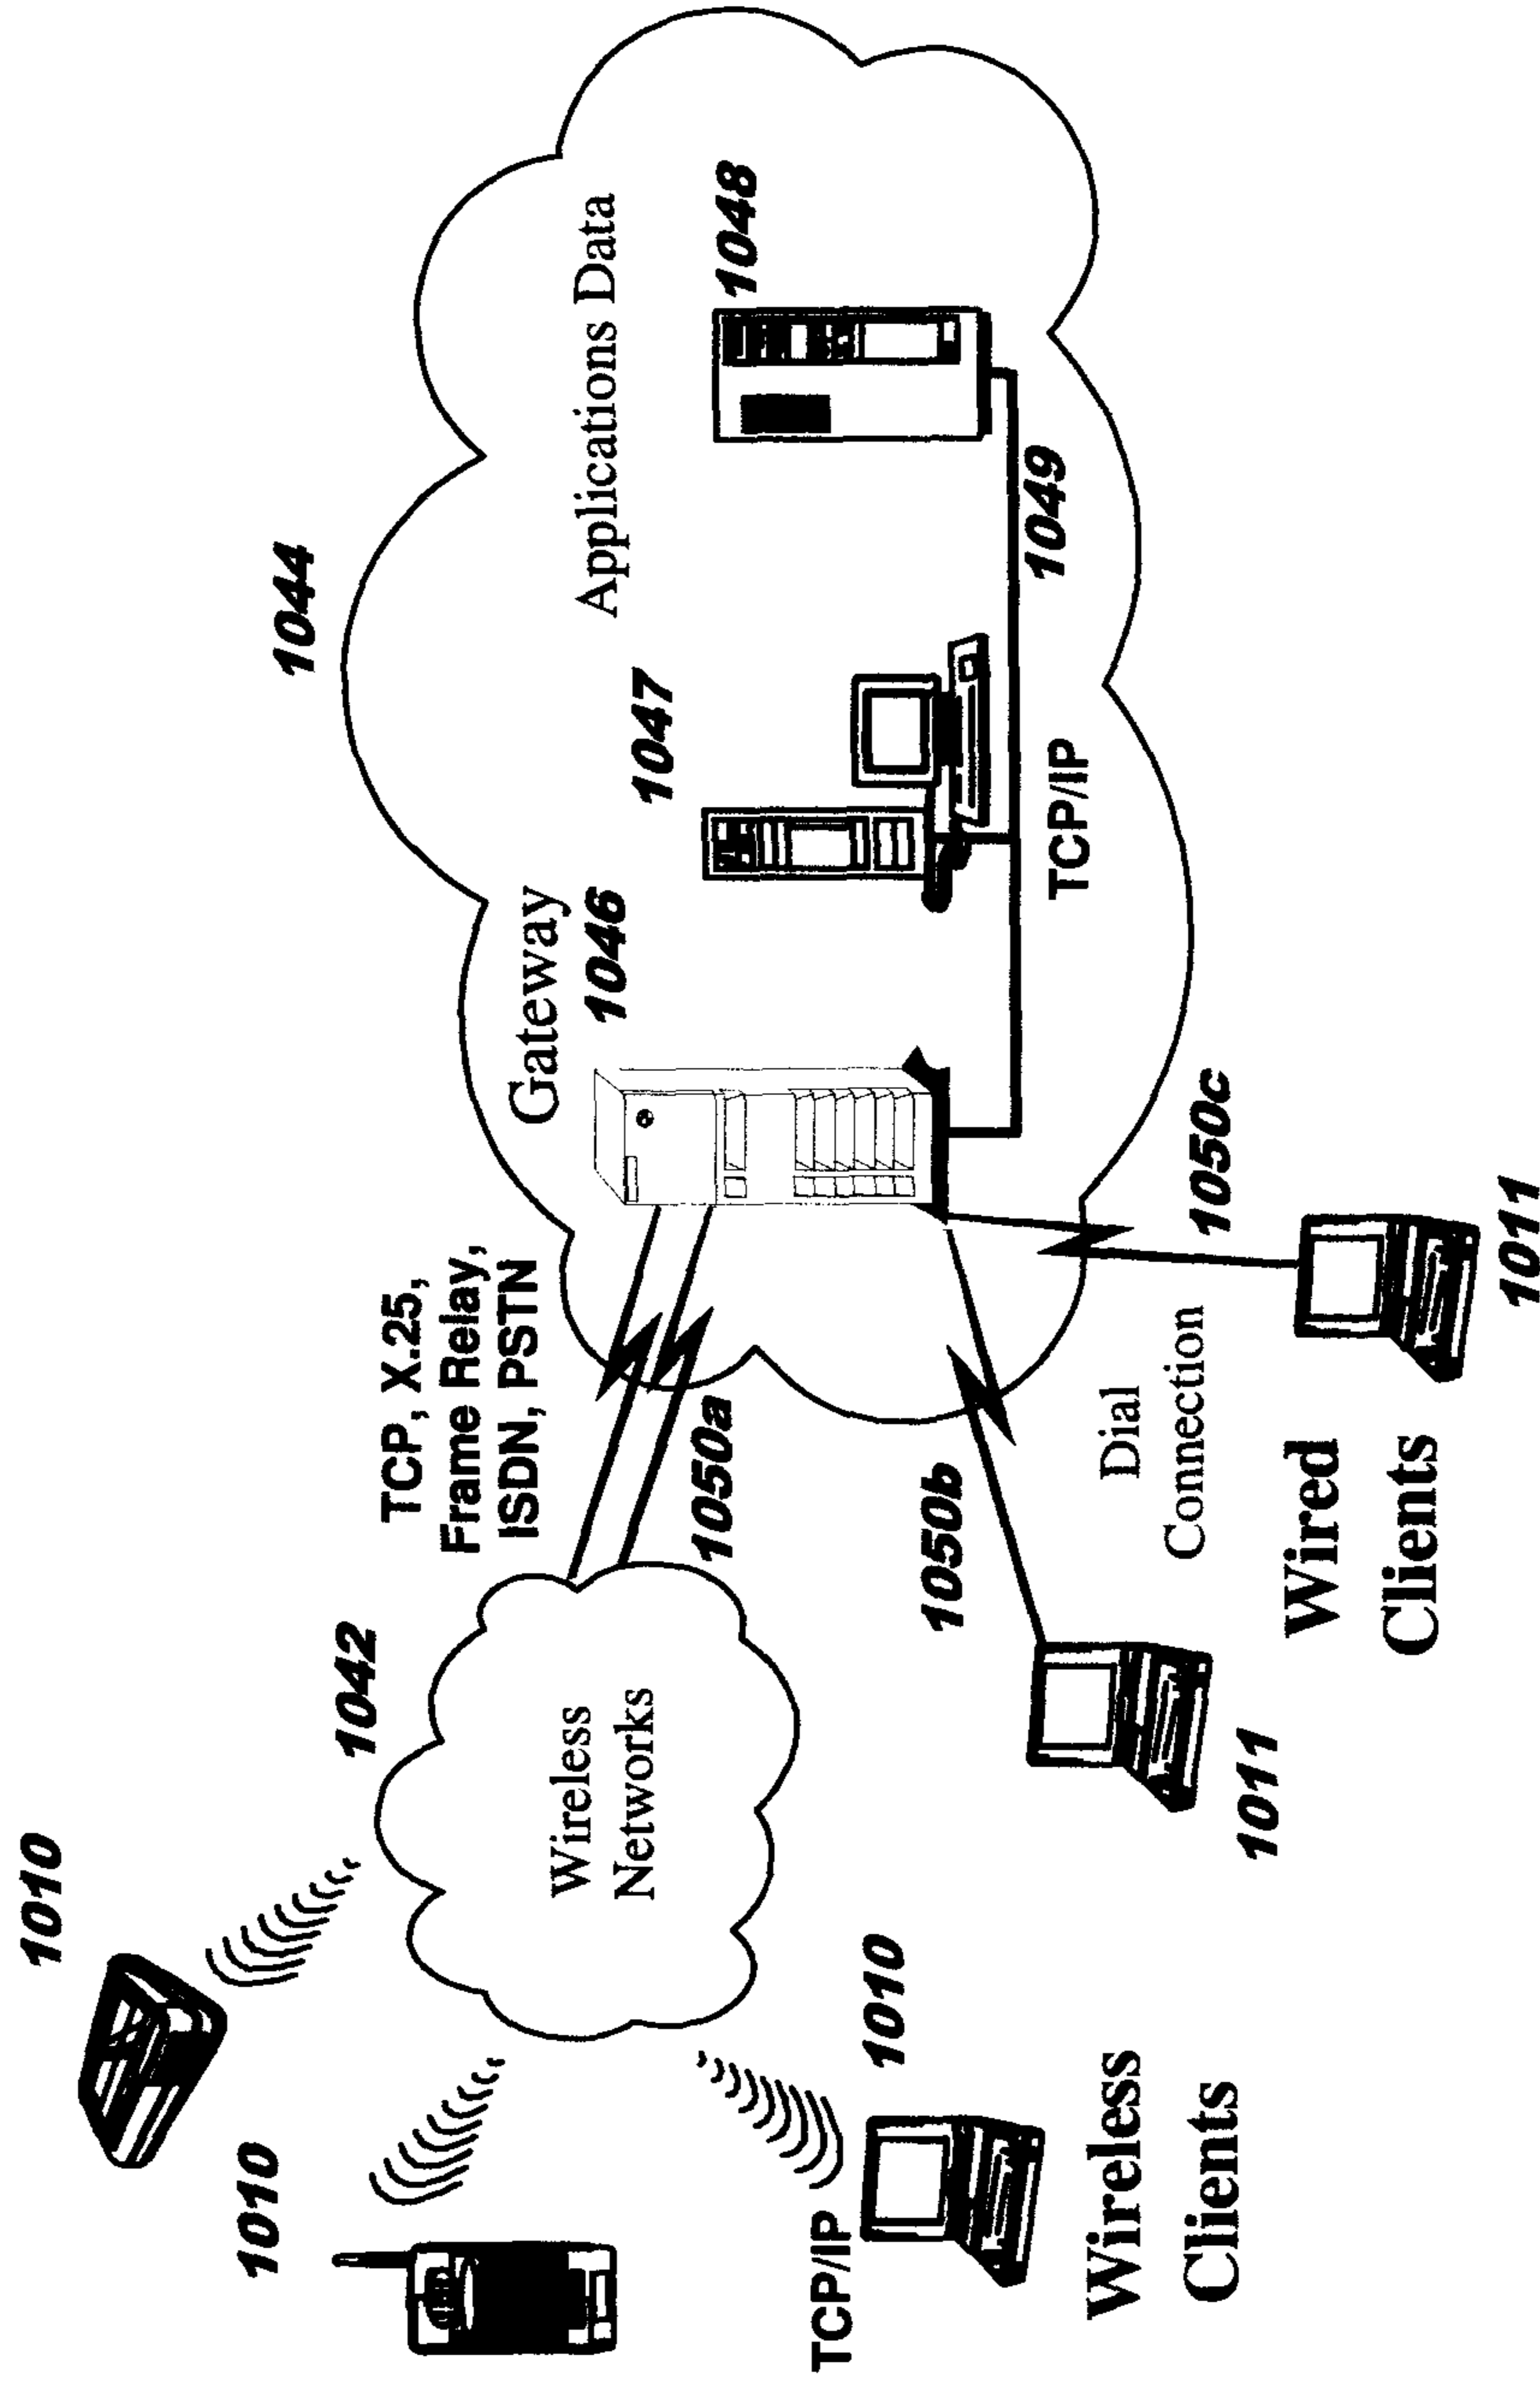 1010
1010
TCP/IP
1010
Wireless
Clients
1042
Wireless
Networks
TCP, X.25,
Frame Relay,
ISDN, PSTN
1050a
1050b
1011
Dial
Connection
Wired
Clients
1050c
1011
1044
Gateway
1046
1047
Applications Data
1048
1049
TCP/IP